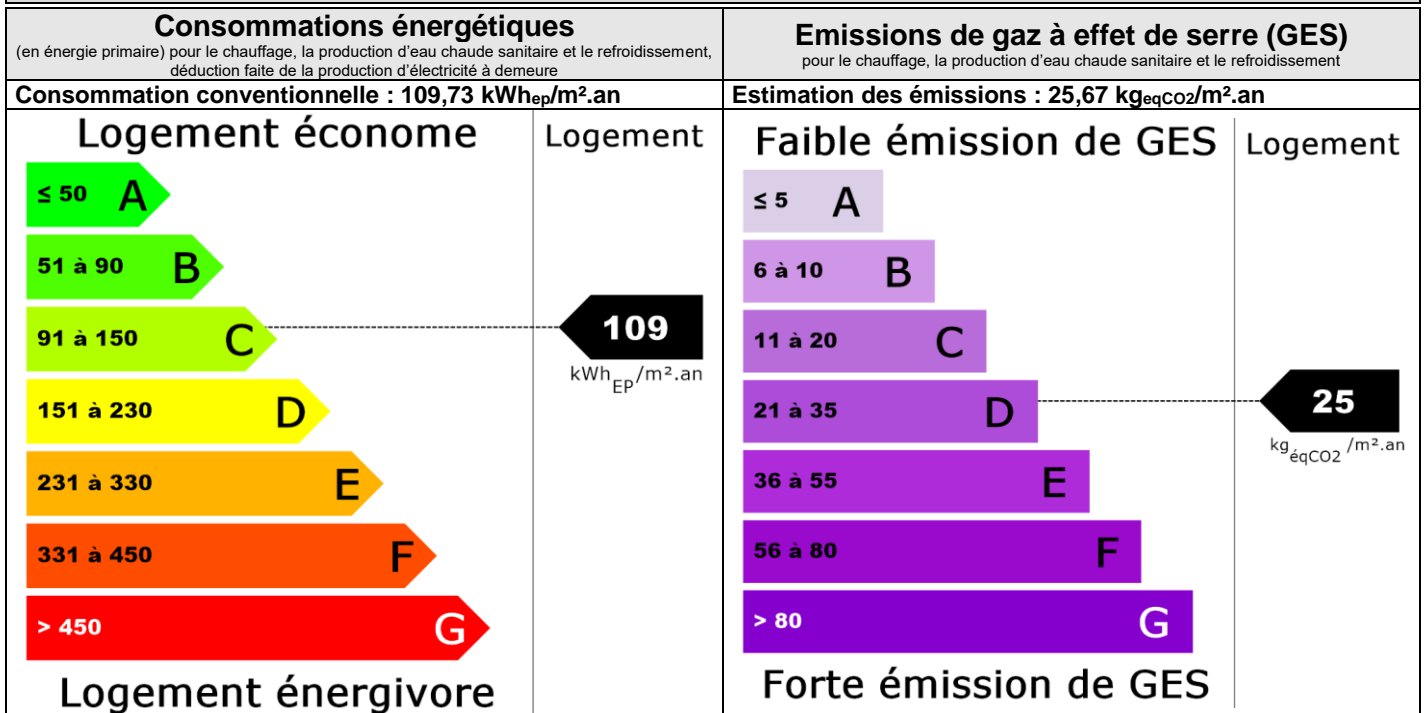 Consommations énergétiques
(en énergie primaire) pour le chauffage, la production d'eau chaude sanitaire et le refroidissement,
déduction faite de la production d'électricité à demeure
Consommation conventionnelle : 109,73 kWhep/m².an
Logement économe
Logement
≤ 50 A
51 à 90 B
91 à 150 C
109
kWhEP/m².an
151 à 230 D
231 à 330 E
331 à 450 F
> 450 G
Logement énergivore
Emissions de gaz à effet de serre (GES)
pour le chauffage, la production d'eau chaude sanitaire et le refroidissement
Estimation des émissions : 25,67 kgeqCO2/m².an
Faible émission de GES
Logement
≤ 5 A
6 à 10 B
11 à 20 C
21 à 35 D
25
kgéqCO2/m².an
36 à 55 E
56 à 80 F
> 80 G
Forte émission de GES